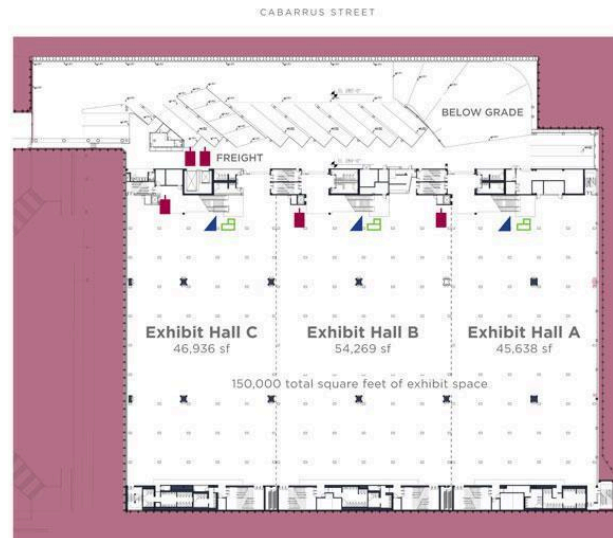 CABARRUS STREET
BELOW GRADE
FREIGHT
Exhibit Hall C
46,936 sf
Exhibit Hall B
54,269 sf
Exhibit Hall A
45,638 sf
150,000 total square feet of exhibit space